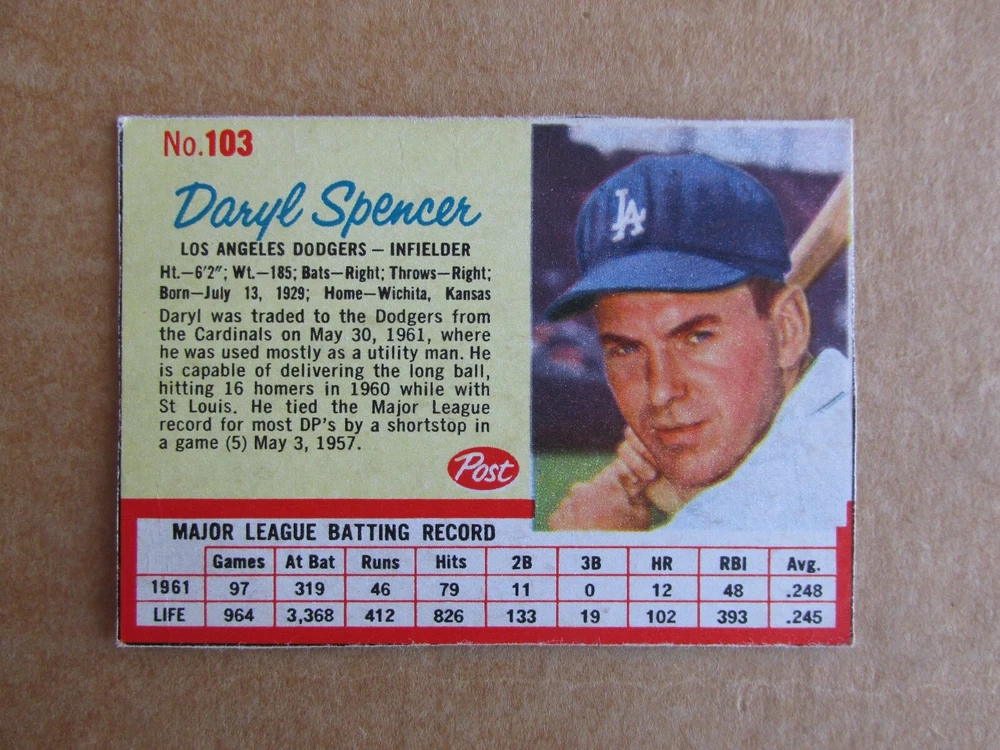 No.103
Daryl Spencer
LOS ANGELES DODGERS – INFIELDER
Ht.–6'2"; Wt.–185; Bats–Right; Throws–Right;
Born–July 13, 1929; Home–Wichita, Kansas
Daryl was traded to the Dodgers from
the Cardinals on May 30, 1961, where
he was used mostly as a utility man. He
is capable of delivering the long ball,
hitting 16 homers in 1960 while with
St Louis. He tied the Major League
record for most DP's by a shortstop in
a game (5) May 3, 1957.
Post
LA
MAJOR LEAGUE BATTING RECORD
Games At Bat Runs Hits 2B 3B HR RBI Avg.
1961 97 319 46 79 11 0 12 48 .248
LIFE 964 3,368 412 826 133 19 102 393 .245